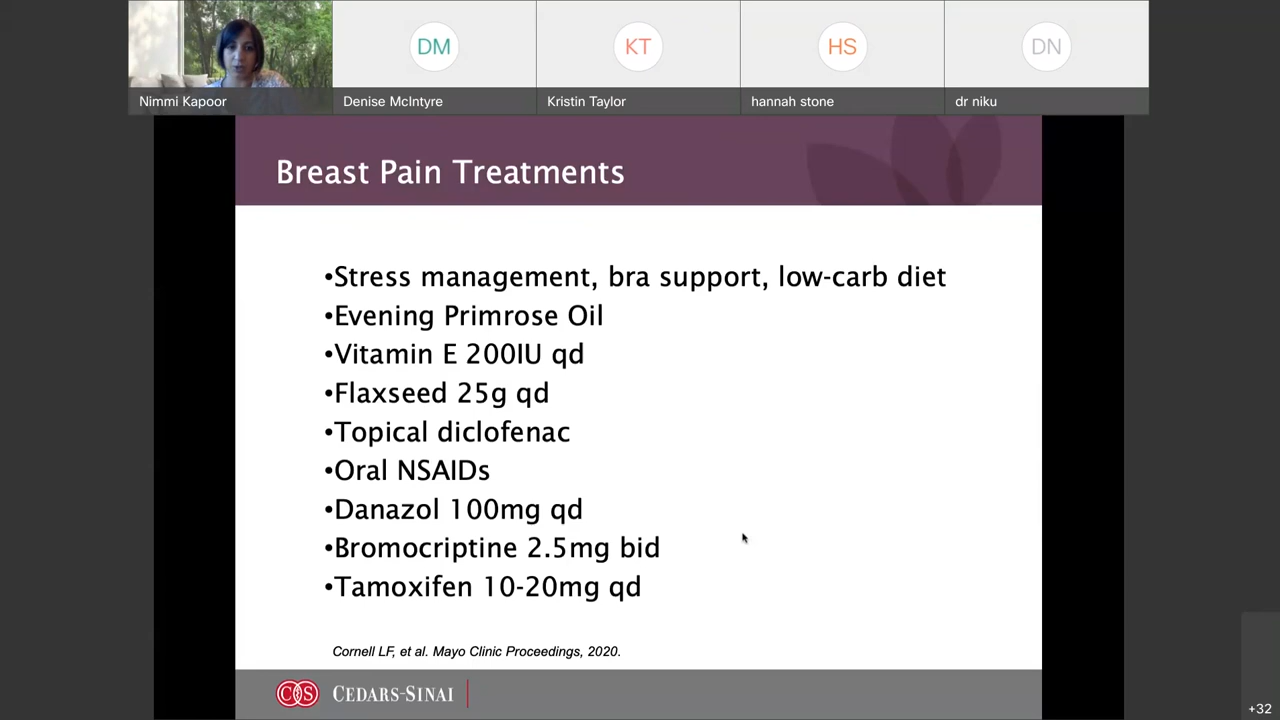 DM
KT
HS
DN
Nimmi Kapoor
Denise McIntyre
Kristin Taylor
hannah stone
dr niku
Breast Pain Treatments
•Stress management, bra support, low-carb diet
•Evening Primrose Oil
•Vitamin E 200IU qd
•Flaxseed 25g qd
•Topical diclofenac
•Oral NSAIDs
•Danazol 100mg qd
•Bromocriptine 2.5mg bid
•Tamoxifen 10-20mg qd
Cornell LF, et al. Mayo Clinic Proceedings, 2020.
CEDARS-SINAI
+32